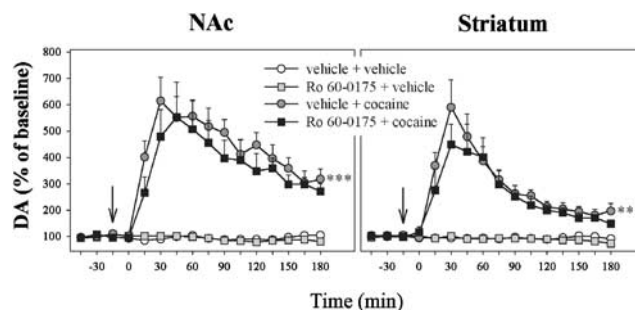 NAc Striatum
800
700
600
500
400
300
200
100
DA (% of baseline)
vehicle + vehicle
Ro 60-0175 + vehicle
vehicle + cocaine
Ro 60-0175 + cocaine
***
**
-30 0 30 60 90 120 150 180 -30 0 30 60 90 120 150 180
Time (min)